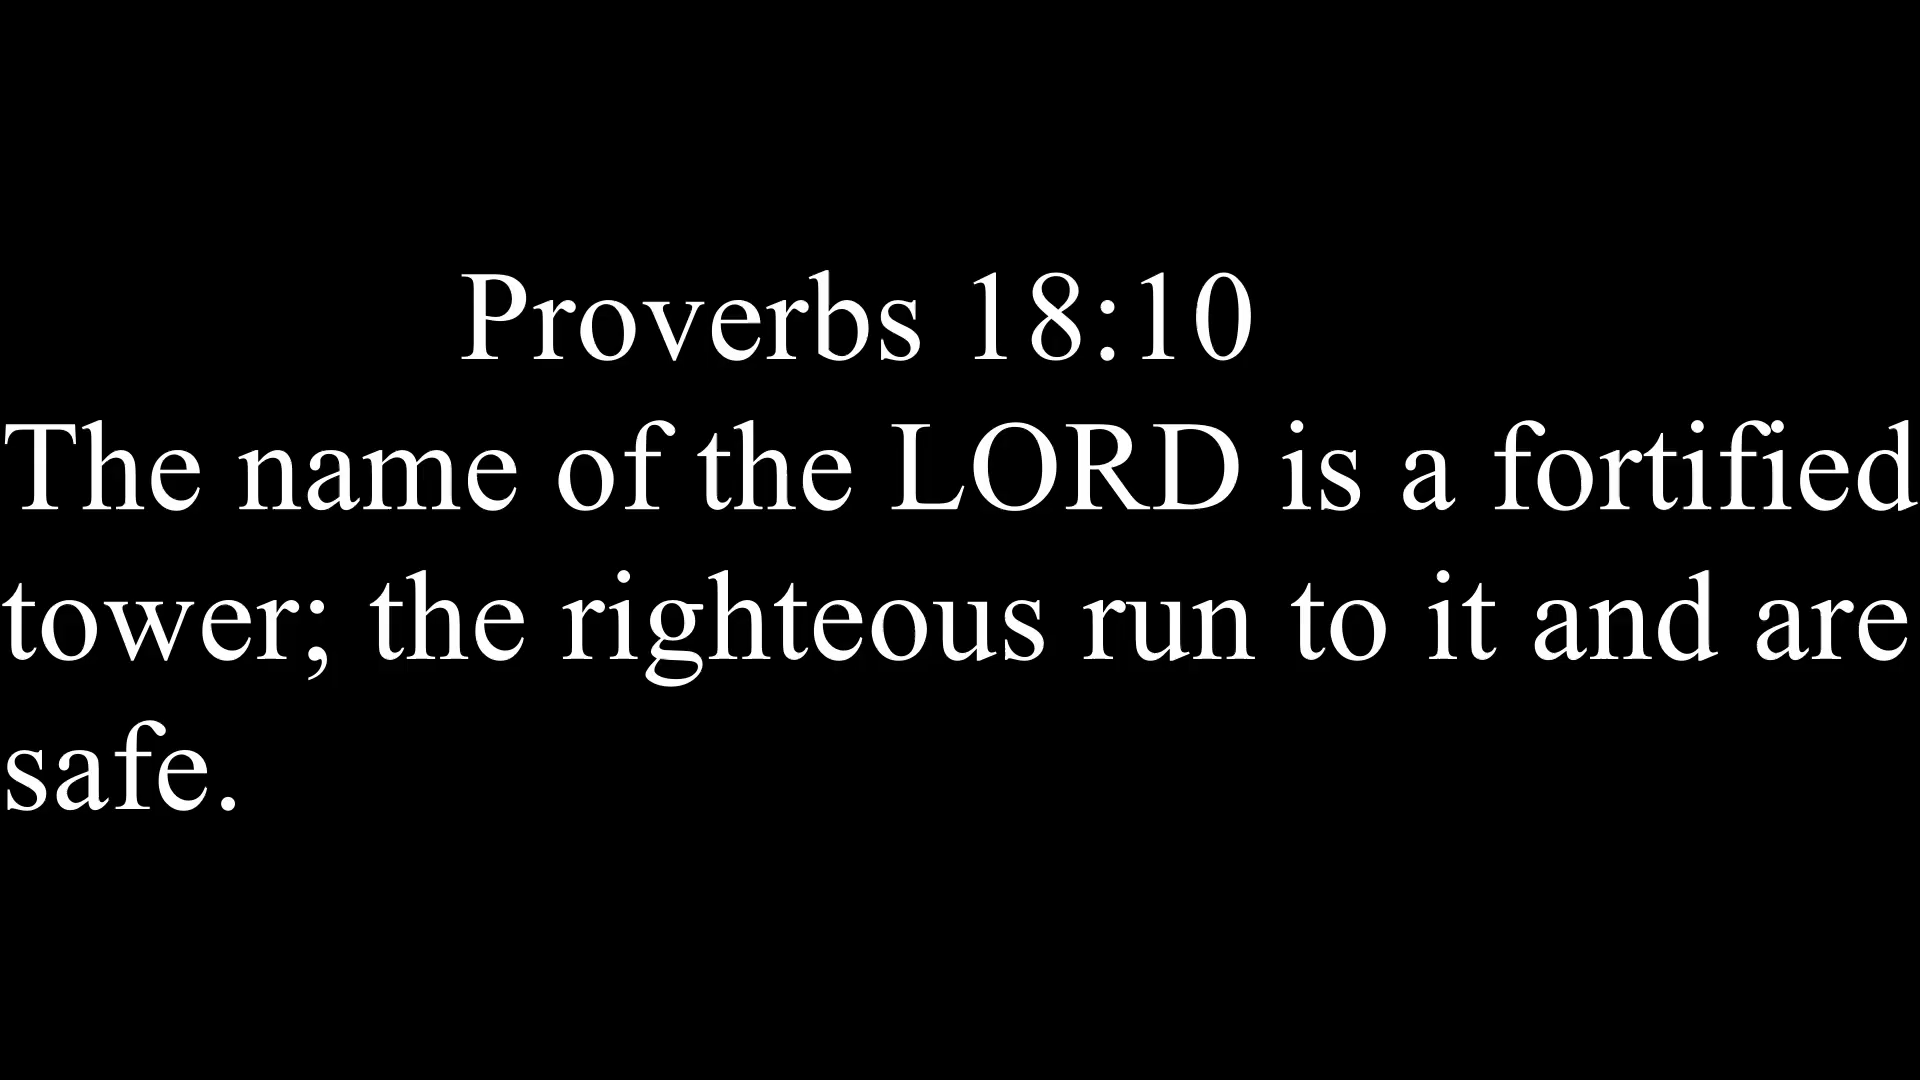 Proverbs 18:10
The name of the LORD is a fortified
tower; the righteous run to it and are
safe.